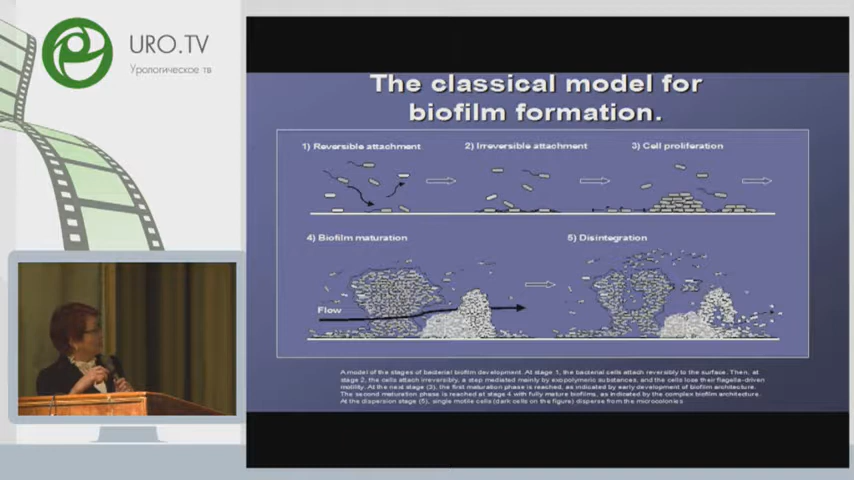 URO.TV
Урологическое тв
The classical model for
biofilm formation.
1) Reversible attachment
2) Irreversible attachment
3) Cell proliferation
4) Biofilm maturation
5) Disintegration
Flow
A model of the stages of bacterial biofilm development. At stage 1, the bacterial cells attach reversibly to the surface. Then, at
stage 2, the cells attach irreversibly, a step mediated mainly by exopolymeric substances, and the cells lose their flagella-driven
motility. At the next stage (3), the first maturation phase is reached, as indicated by early development of biofilm architecture.
The second maturation phase is reached at stage 4 with fully mature biofilms, as indicated by the complex biofilm architecture.
At the dispersion stage (5), single motile cells (dark cells on the figure) disperse from the microcolonies